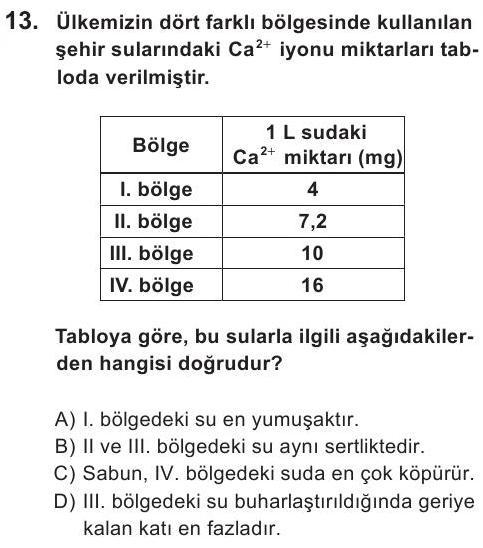 13. Ülkemizin dört farklı bölgesinde kullanılan
şehir sularındaki Ca²⁺ iyonu miktarları tab-
loda verilmiştir.
Bölge | 1 L sudaki Ca²⁺ miktarı (mg)
I. bölge | 4
II. bölge | 7,2
III. bölge | 10
IV. bölge | 16
Tabloya göre, bu sularla ilgili aşağıdakiler-
den hangisi doğrudur?
A) I. bölgedeki su en yumuşaktır.
B) II ve III. bölgedeki su aynı sertliktedir.
C) Sabun, IV. bölgedeki suda en çok köpürür.
D) III. bölgedeki su buharlaştırıldığında geriye
kalan katı en fazladır.